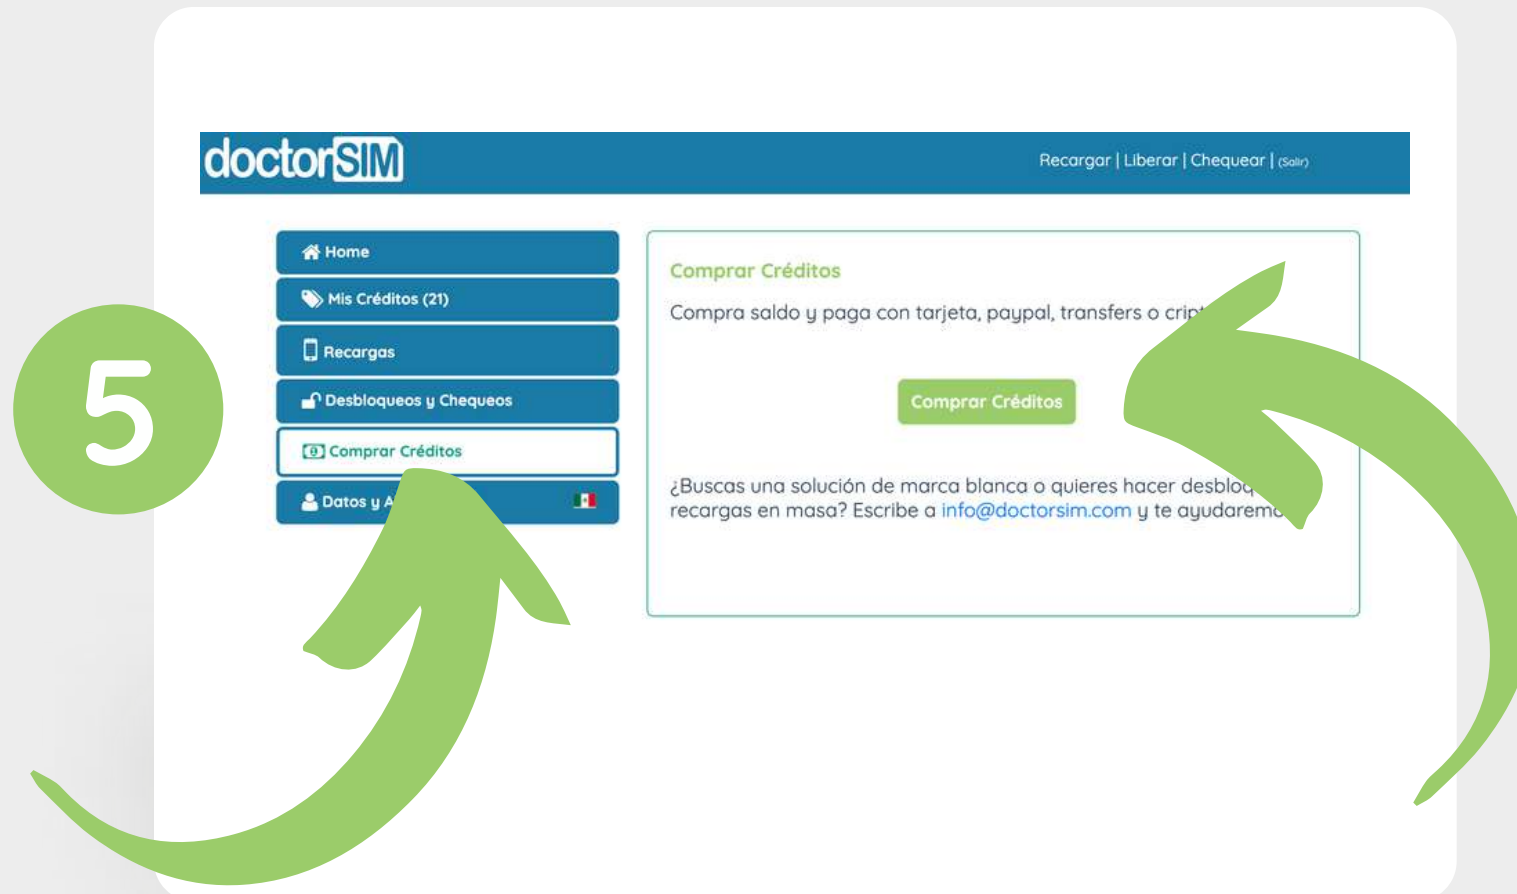 doctorSIM
Recargar | Liberar | Chequear | (Salir)
Home
Mis Créditos (21)
Recargas
Desbloqueos y Chequeos
Comprar Créditos
Datos y
5
Comprar Créditos
Compra saldo y paga con tarjeta, paypal, transfers o
Comprar Créditos
¿Buscas una solución de marca blanca o quieres hacer
recargas en masa? Escribe a info@doctorsim.com y te